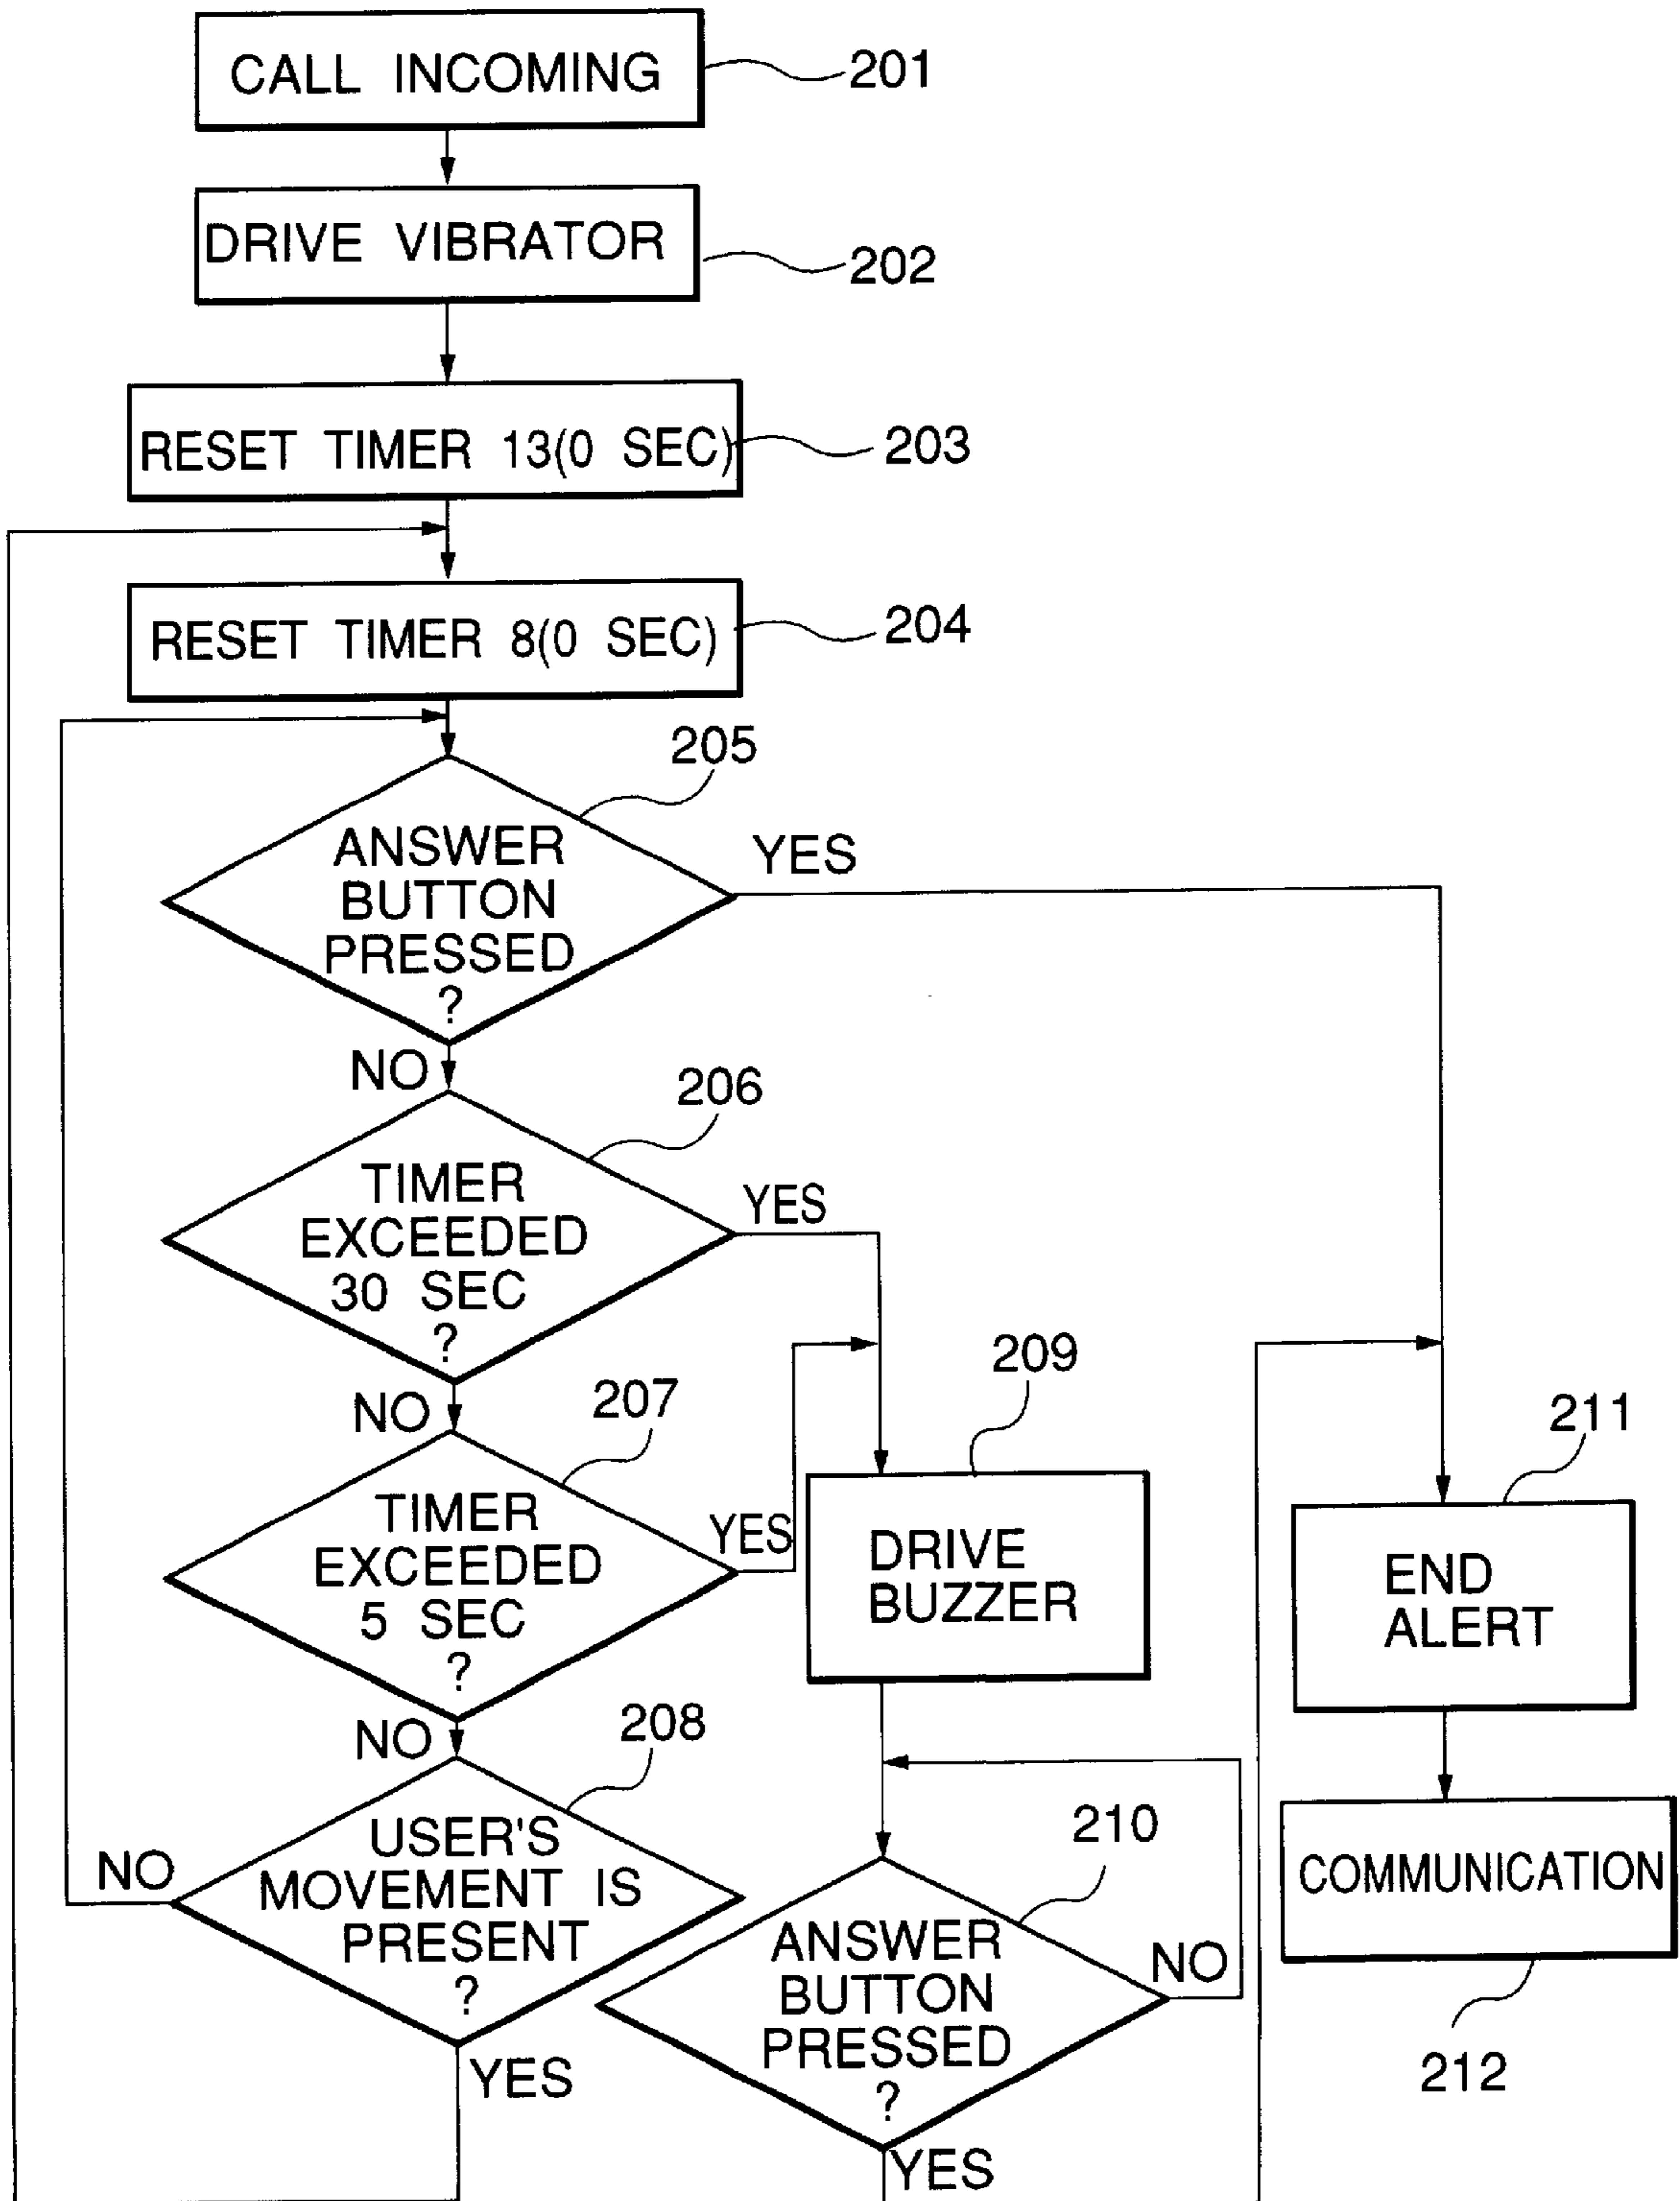 CALL INCOMING
201
DRIVE VIBRATOR
202
RESET TIMER 13(0 SEC)
203
RESET TIMER 8(0 SEC)
204
205
ANSWER
BUTTON
PRESSED
?
YES
NO
206
TIMER
EXCEEDED
30 SEC
?
YES
NO
207
TIMER
EXCEEDED
5 SEC
?
YES
NO
208
USER'S
MOVEMENT IS
PRESENT
?
NO
YES
209
DRIVE
BUZZER
210
ANSWER
BUTTON
PRESSED
?
NO
YES
211
END
ALERT
COMMUNICATION
212